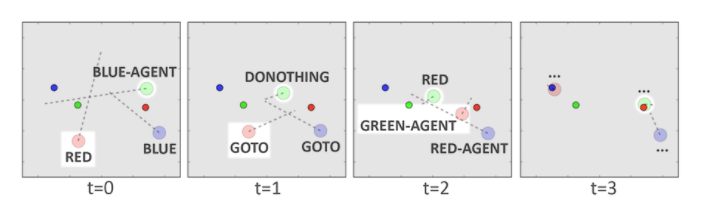 BLUE-AGENT
RED
BLUE
t=0
DONOTHING
GOTO
GOTO
t=1
RED
GREEN-AGENT
RED-AGENT
t=2
...
...
...
t=3